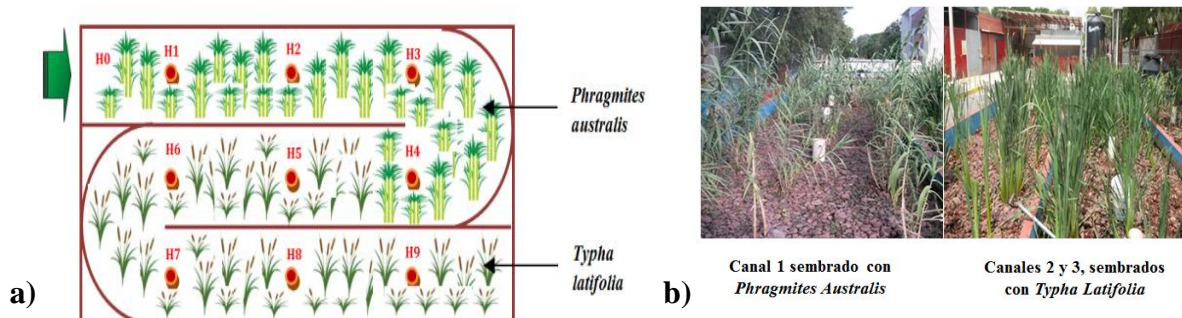 H0
H1
H2
H3
Phragmites
australis
H6
H5
H4
H7
H8
H9
Typha
latifolia
a)
Canal 1 sembrado con
Phragmites Australis
Canales 2 y 3, sembrados
con Typha Latifolia
b)